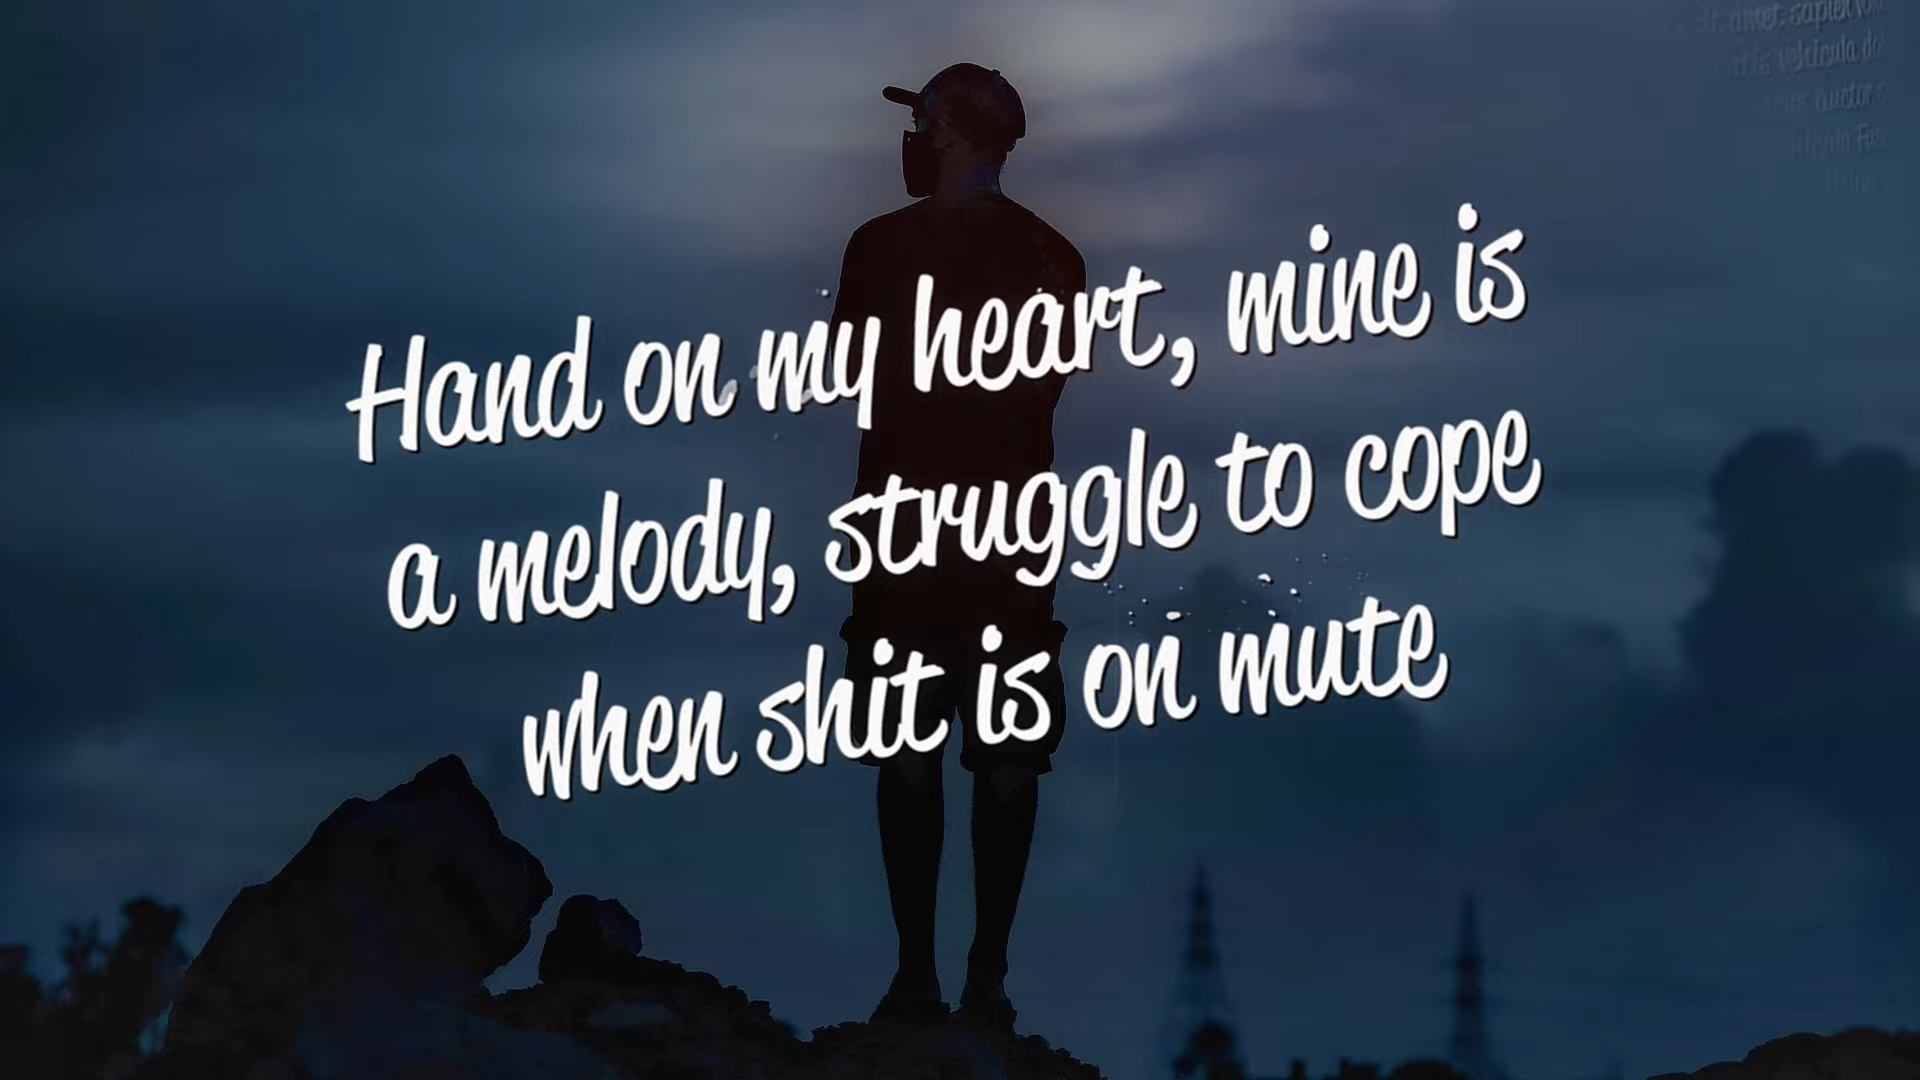 Hand on my heart, mine is
a melody, struggle to cope
when shit is on mute